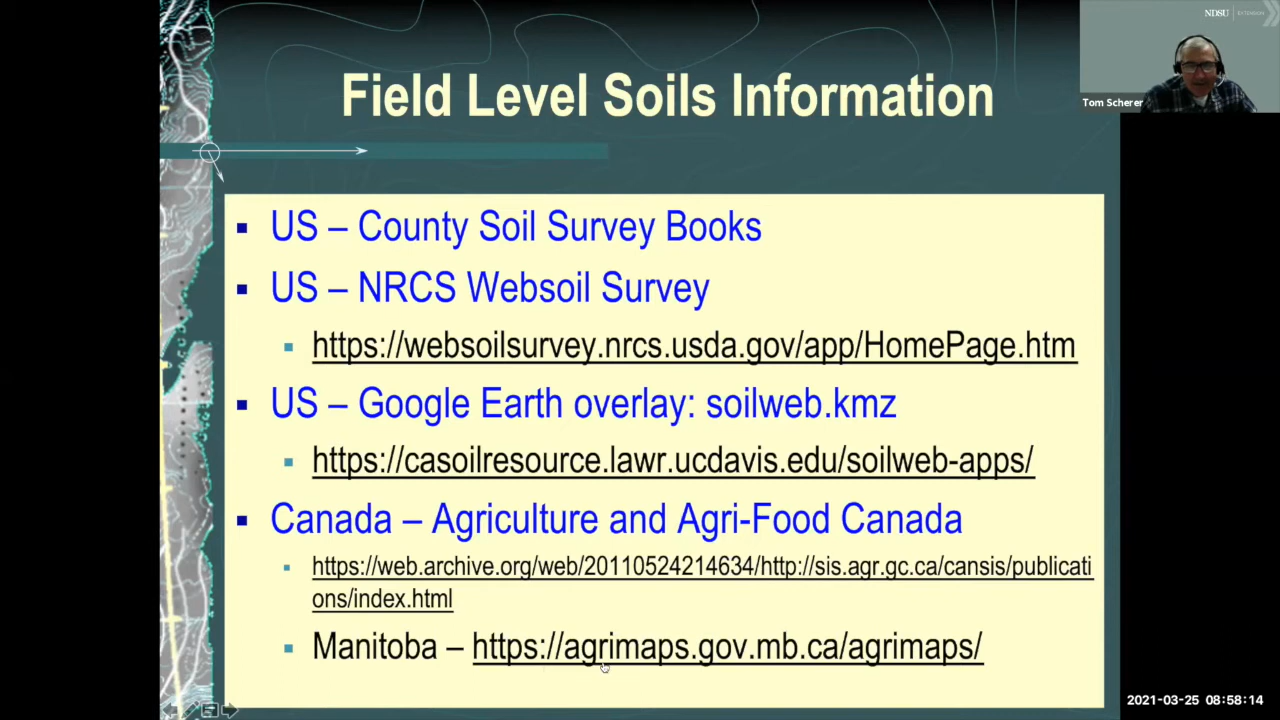 NDSU EXTENSION
Tom Scherer
Field Level Soils Information
US – County Soil Survey Books
US – NRCS Websoil Survey
https://websoilsurvey.nrcs.usda.gov/app/HomePage.htm
US – Google Earth overlay: soilweb.kmz
https://casoilresource.lawr.ucdavis.edu/soilweb-apps/
Canada – Agriculture and Agri-Food Canada
https://web.archive.org/web/20110524214634/http://sis.agr.gc.ca/cansis/publicati
ons/index.html
Manitoba – https://agrimaps.gov.mb.ca/agrimaps/
2021-03-25 08:58:14